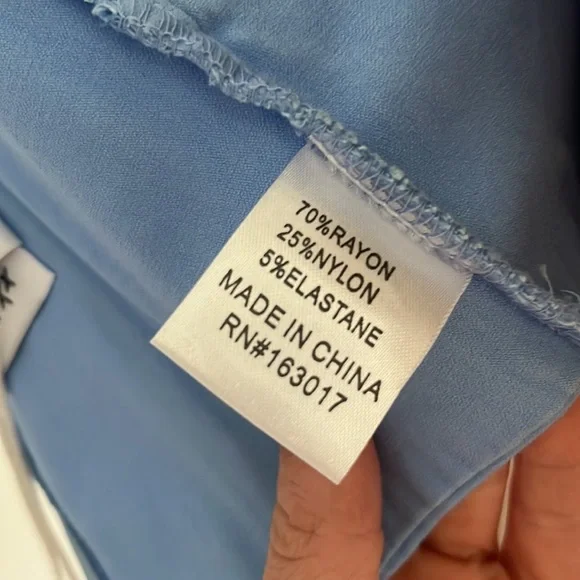 70%RAYON
25%NYLON
5%ELASTANE
MADE IN CHINA
RN#163017